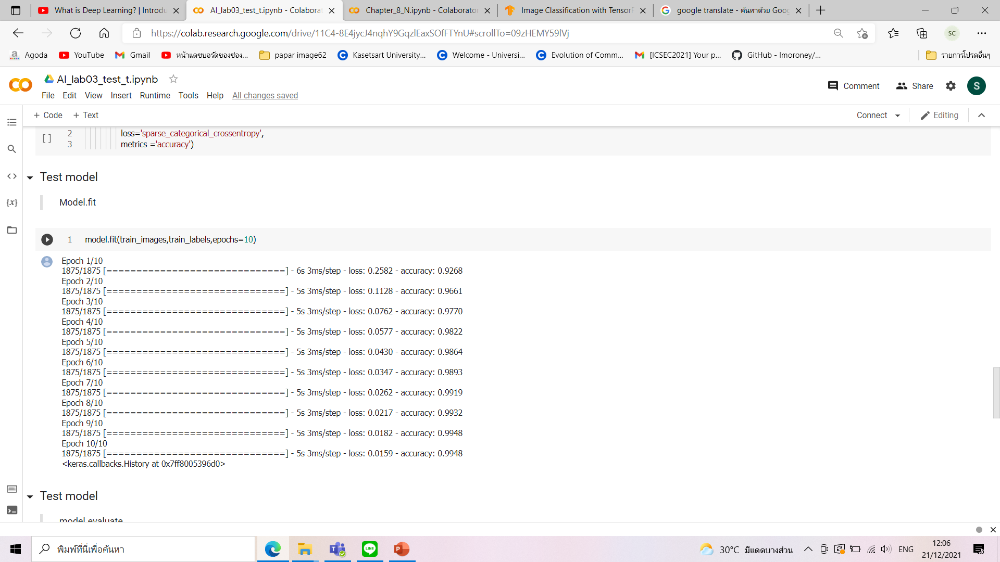 What is Deep Learning? | Introdu
AI_lab03_test_t.ipynb - Colaborat
Chapter_8_N.ipynb - Colaborator
Image Classification with TensorF
google translate - ค้นหาด้วย Goog
https://colab.research.google.com/drive/11C4-8E4jycJ4nqhY9GqzlEaxSOfFTYnU#scrollTo=09zHEMY59lVj
SC
Agoda
YouTube
Gmail
หน้าแดชบอร์ดของช่อง...
papar image62
Kasetsart University...
Welcome - Universi...
Evolution of Comm...
[ICSEC2021] Your p...
GitHub - lmoroney/...
รายการโปรดอื่นๆ
AI_lab03_test_t.ipynb
File Edit View Insert Runtime Tools Help All changes saved
Comment
Share
S
+ Code + Text
Connect
Editing
[ ]
2 loss='sparse_categorical_crossentropy',
3 metrics ='accuracy')
Test model
Model.fit
1 model.fit(train_images,train_labels,epochs=10)
Epoch 1/10
1875/1875 [==============================] - 6s 3ms/step - loss: 0.2582 - accuracy: 0.9268
Epoch 2/10
1875/1875 [==============================] - 5s 3ms/step - loss: 0.1128 - accuracy: 0.9661
Epoch 3/10
1875/1875 [==============================] - 5s 3ms/step - loss: 0.0762 - accuracy: 0.9770
Epoch 4/10
1875/1875 [==============================] - 5s 3ms/step - loss: 0.0577 - accuracy: 0.9822
Epoch 5/10
1875/1875 [==============================] - 5s 3ms/step - loss: 0.0430 - accuracy: 0.9864
Epoch 6/10
1875/1875 [==============================] - 5s 3ms/step - loss: 0.0347 - accuracy: 0.9893
Epoch 7/10
1875/1875 [==============================] - 5s 3ms/step - loss: 0.0262 - accuracy: 0.9919
Epoch 8/10
1875/1875 [==============================] - 5s 3ms/step - loss: 0.0217 - accuracy: 0.9932
Epoch 9/10
1875/1875 [==============================] - 5s 3ms/step - loss: 0.0182 - accuracy: 0.9948
Epoch 10/10
1875/1875 [==============================] - 5s 3ms/step - loss: 0.0159 - accuracy: 0.9948
<keras.callbacks.History at 0x7ff8005396d0>
Test model
model.evaluate
พิมพ์ที่นี่เพื่อค้นหา
30°C มีแดดบางส่วน
ENG
12:06
21/12/2021